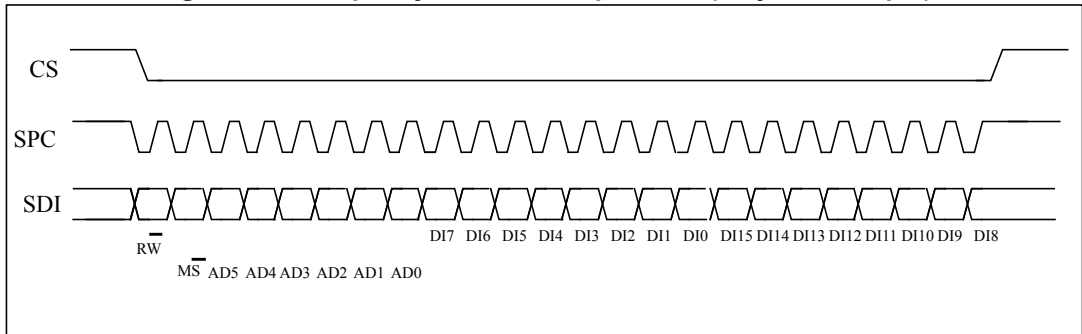 CS
SPC
SDI
DI7 DI6 DI5 DI4 DI3 DI2 DI1 DI0 DI15 DI14 DI13 DI12 DI11 DI10 DI9 DI8
RW
MS AD5 AD4 AD3 AD2 AD1 AD0